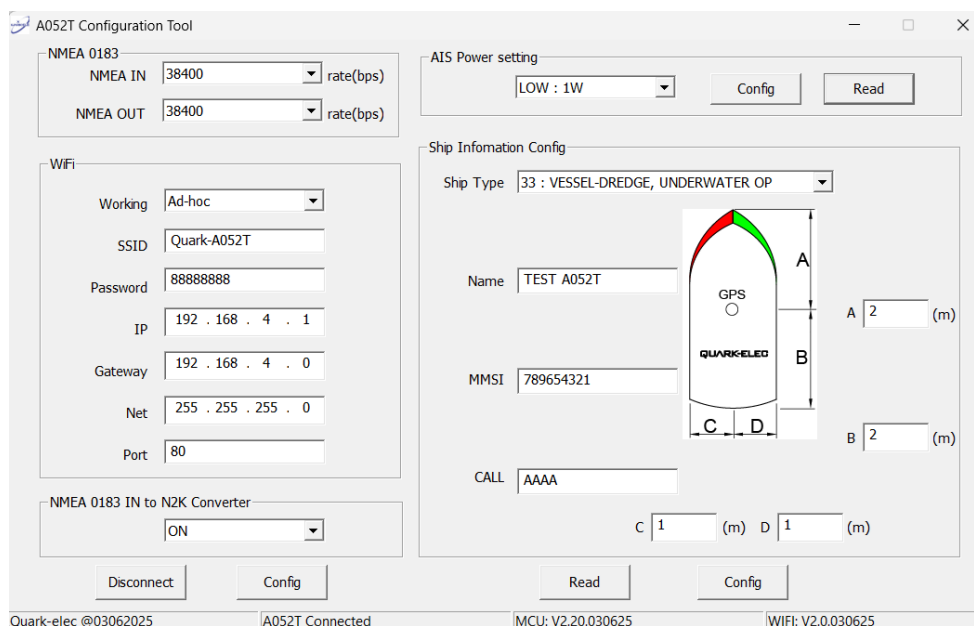 A052T Configuration Tool
NMEA 0183
NMEA IN 38400 rate(bps)
NMEA OUT 38400 rate(bps)
WiFi
Working Ad-hoc
SSID Quark-A052T
Password 88888888
IP 192 . 168 . 4 . 1
Gateway 192 . 168 . 4 . 0
Net 255 . 255 . 255 . 0
Port 80
NMEA 0183 IN to N2K Converter
ON
Disconnect Config
AIS Power setting
LOW : 1W Config Read
Ship Infomation Config
Ship Type 33 : VESSEL-DREDGE, UNDERWATER OP
Name TEST A052T
MMSI 789654321
CALL AAAA
GPS
QUARK-ELEC
A
B
C D
A 2 (m)
B 2 (m)
C 1 (m) D 1 (m)
Read Config
Quark-elec @03062025 A052T Connected MCU: V2.20.030625 WIFI: V2.0.030625